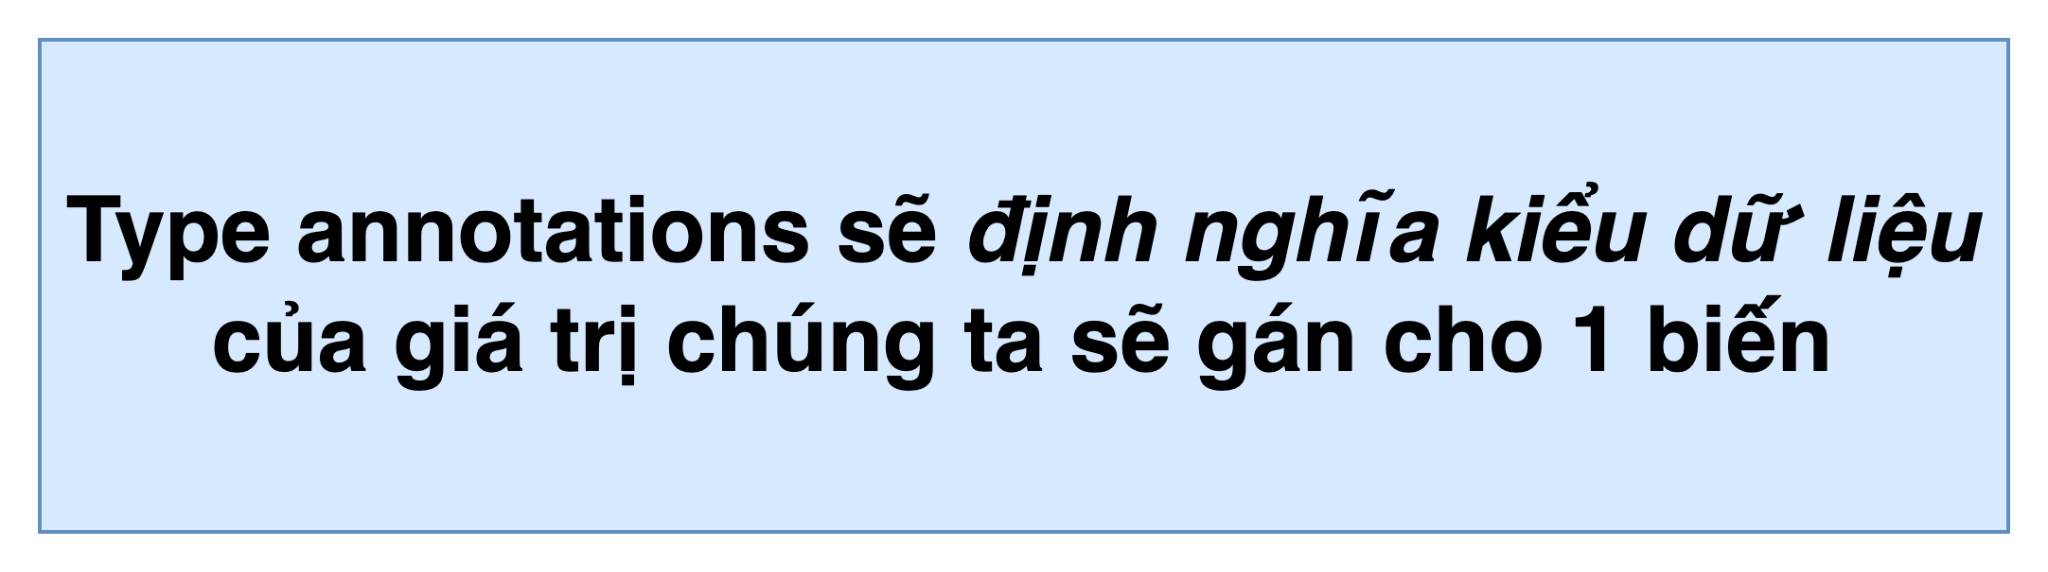 Type annotations sẽ định nghĩa kiểu dữ liệu
của giá trị chúng ta sẽ gán cho 1 biến